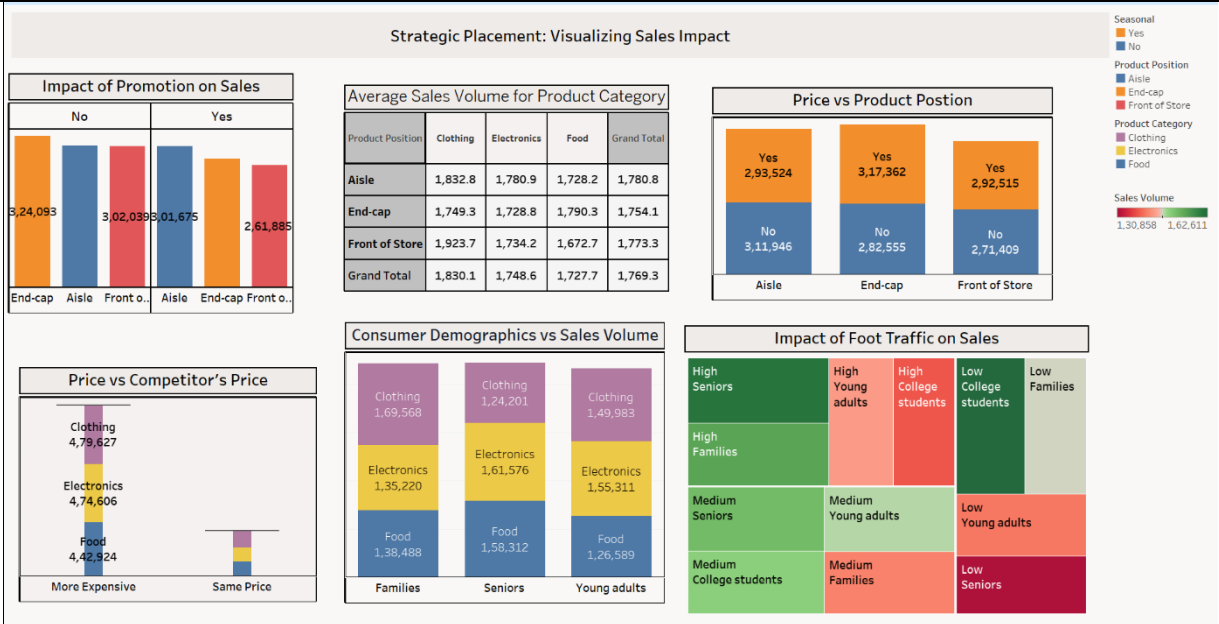 Strategic Placement: Visualizing Sales Impact
Seasonal
Yes
No
Product Position
Aisle
End-cap
Front of Store
Product Category
Clothing
Electronics
Food
Sales Volume
1,30,858 1,62,611
Impact of Promotion on Sales
No Yes
3,24,093 3,02,039 3,01,675 2,61,885
End-cap Aisle Front o.. Aisle End-cap Front o..
Average Sales Volume for Product Category
Product Position Clothing Electronics Food Grand Total
Aisle 1,832.8 1,780.9 1,728.2 1,780.8
End-cap 1,749.3 1,728.8 1,790.3 1,754.1
Front of Store 1,923.7 1,734.2 1,672.7 1,773.3
Grand Total 1,830.1 1,748.6 1,727.7 1,769.3
Price vs Product Postion
Yes
2,93,524
Yes
3,17,362
Yes
2,92,515
No
3,11,946
No
2,82,555
No
2,71,409
Aisle End-cap Front of Store
Price vs Competitor's Price
Clothing
4,79,627
Electronics
4,74,606
Food
4,42,924
More Expensive Same Price
Consumer Demographics vs Sales Volume
Clothing
1,69,568
Clothing
1,24,201
Clothing
1,49,983
Electronics
1,35,220
Electronics
1,61,576
Electronics
1,55,311
Food
1,38,488
Food
1,58,312
Food
1,26,589
Families Seniors Young adults
Impact of Foot Traffic on Sales
High
Seniors
High
Young
adults
High
College
students
Low
College
students
Low
Families
High
Families
Medium
Seniors
Medium
Young adults
Low
Young adults
Medium
College students
Medium
Families
Low
Seniors